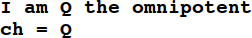 I am Q the omnipotent
ch = Q